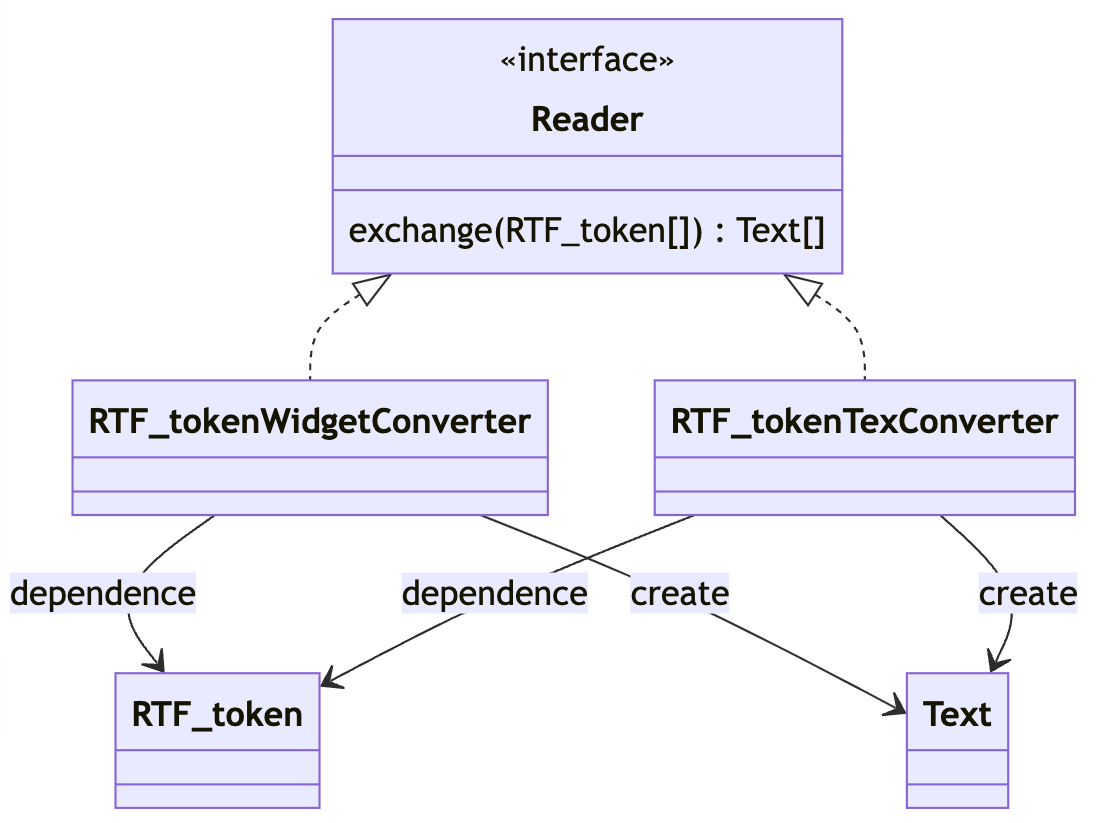 «interface»
Reader
exchange(RTF_token[]) : Text[]
RTF_tokenWidgetConverter
RTF_tokenTexConverter
dependence
dependence
create
create
RTF_token
Text